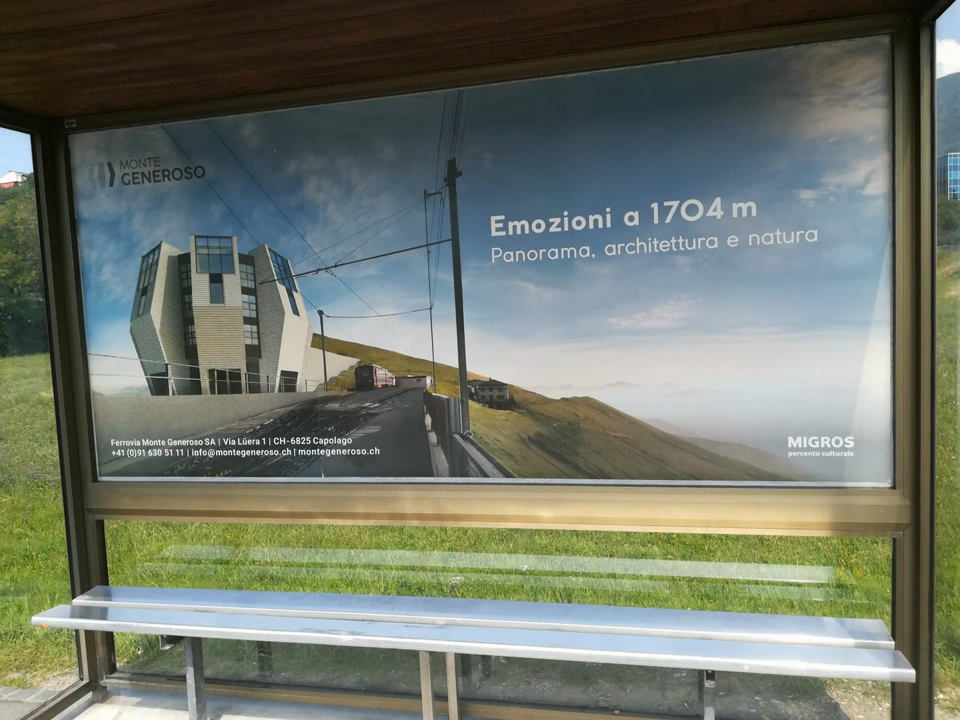 MONTE
GENEROSO
Emozioni a 1704 m
Panorama, architettura e natura
Ferrovia Monte Generoso SA | Via Lüera 1 | CH-6825 Capolago
+41 (0)91 630 51 11 | info@montegeneroso.ch | montegeneroso.ch
MIGROS
percento culturale